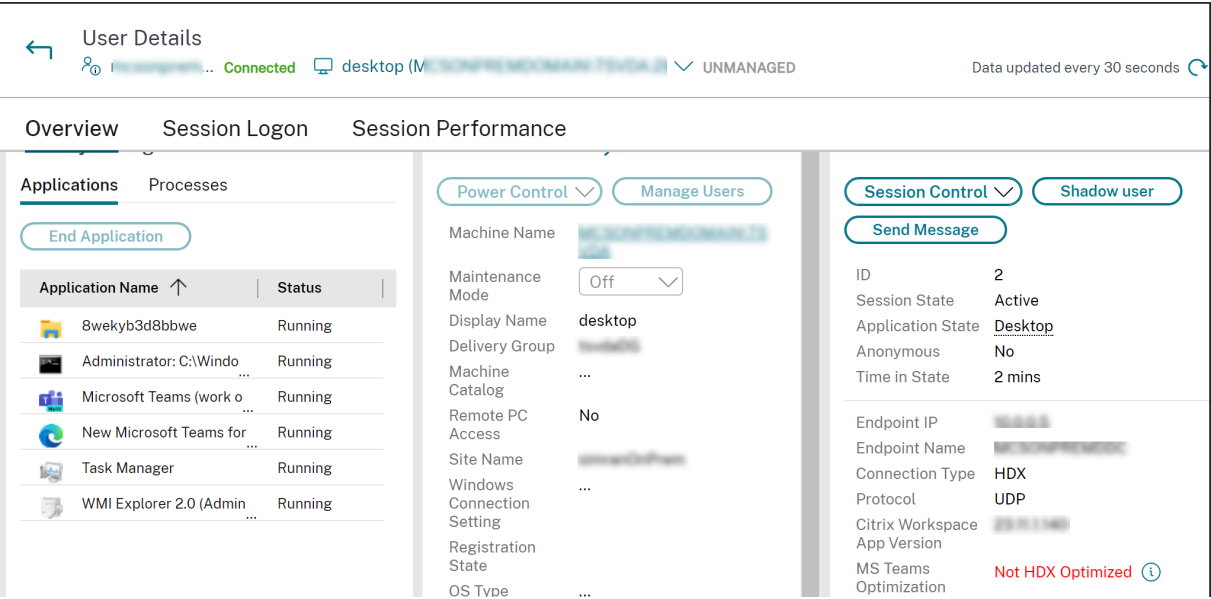 User Details
... Connected desktop (M UNMANAGED
Data updated every 30 seconds
Overview Session Logon Session Performance
Applications Processes
End Application
Application Name Status
8wekyb3d8bbwe Running
Administrator: C:\Windo... Running
Microsoft Teams (work o... Running
New Microsoft Teams for... Running
Task Manager Running
WMI Explorer 2.0 (Admin... Running
Power Control Manage Users
Machine Name
Maintenance
Mode
Off
Display Name desktop
Delivery Group
Machine
Catalog
...
Remote PC
Access
No
Site Name
Windows
Connection
Setting
...
Registration
State
OS Type ...
Session Control Shadow user
Send Message
ID 2
Session State Active
Application State Desktop
Anonymous No
Time in State 2 mins
Endpoint IP
Endpoint Name
Connection Type HDX
Protocol UDP
Citrix Workspace
App Version
MS Teams
Optimization
Not HDX Optimized